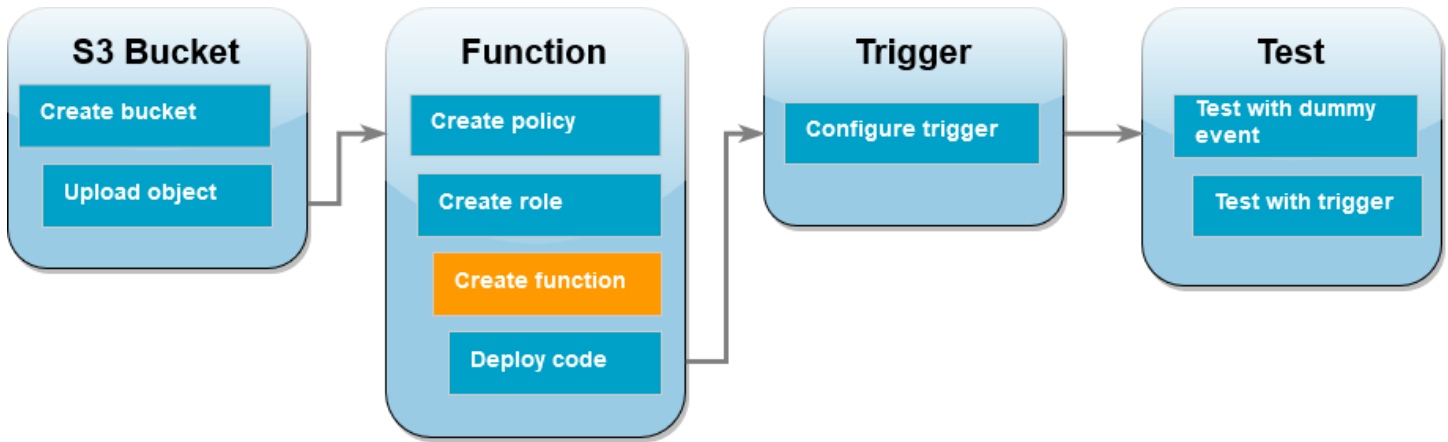 S3 Bucket
Create bucket
Upload object
Function
Create policy
Create role
Create function
Deploy code
Trigger
Configure trigger
Test
Test with dummy
event
Test with trigger